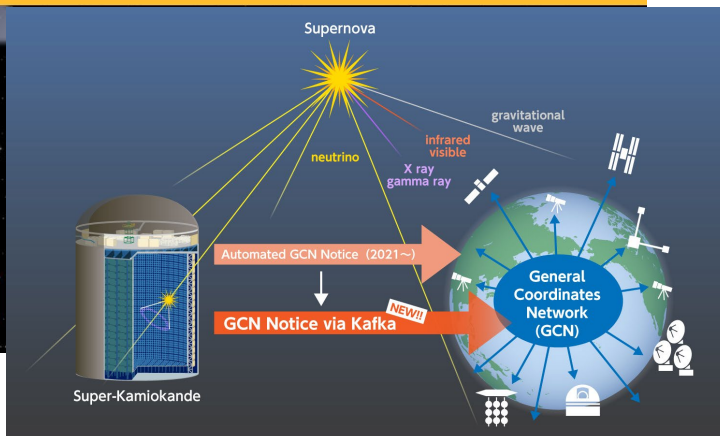 Supernova
gravitational
wave
infrared
visible
neutrino
X ray
gamma ray
Automated GCN Notice (2021～)
General
Coordinates
Network
(GCN)
NEW!!
GCN Notice via Kafka
Super-Kamiokande